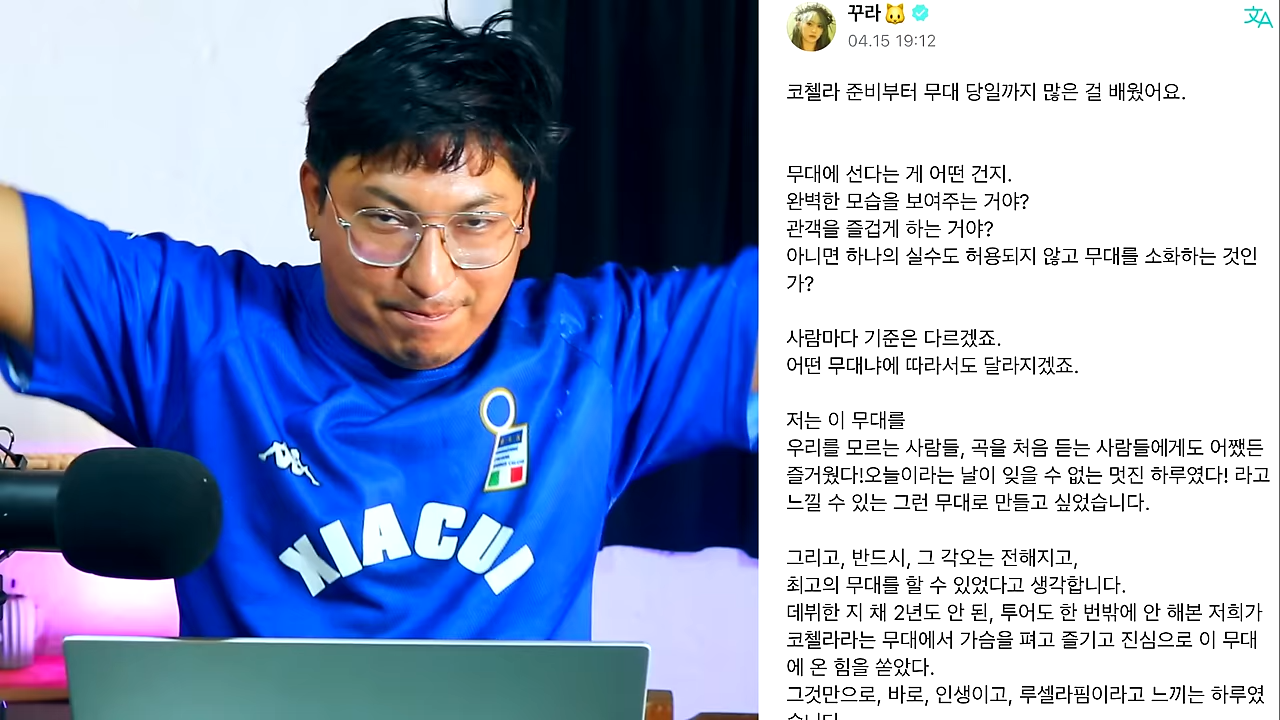 XIACUI
꾸라🐱
04.15 19:12
文A
코첼라 준비부터 무대 당일까지 많은 걸 배웠어요.
무대에 선다는 게 어떤 건지.
완벽한 모습을 보여주는 거야?
관객을 즐겁게 하는 거야?
아니면 하나의 실수도 허용되지 않고 무대를 소화하는 것인
가?
사람마다 기준은 다르겠죠.
어떤 무대냐에 따라서도 달라지겠죠.
저는 이 무대를
우리를 모르는 사람들, 곡을 처음 듣는 사람들에게도 어쨌든
즐거웠다!오늘이라는 날이 잊을 수 없는 멋진 하루였다! 라고
느낄 수 있는 그런 무대로 만들고 싶었습니다.
그리고, 반드시, 그 각오는 전해지고,
최고의 무대를 할 수 있었다고 생각합니다.
데뷔한 지 채 2년도 안 된, 투어도 한 번밖에 안 해본 저희가
코첼라라는 무대에서 가슴을 펴고 즐기고 진심으로 이 무대
에 온 힘을 쏟았다.
그것만으로, 바로, 인생이고, 루셀라핌이라고 느끼는 하루였
습니다